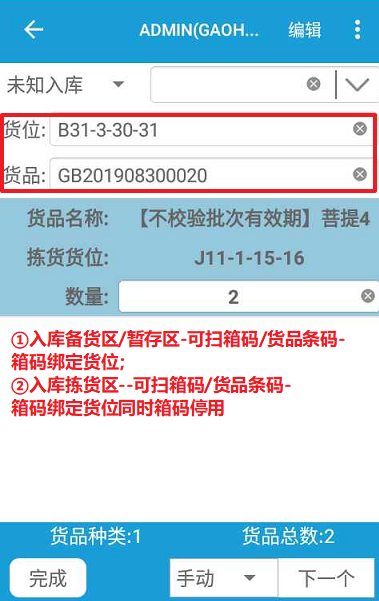 ADMIN(GAOH... 编辑
未知入库
货位: B31-3-30-31
货品: GB201908300020
货品名称: 【不校验批次有效期】菩提4
拣货货位: J11-1-15-16
数量: 2
①入库备货区/暂存区-可扫箱码/货品条码-
箱码绑定货位;
②入库拣货区--可扫箱码/货品条码-
箱码绑定货位同时箱码停用
货品种类:1 货品总数:2
完成 手动 下一个